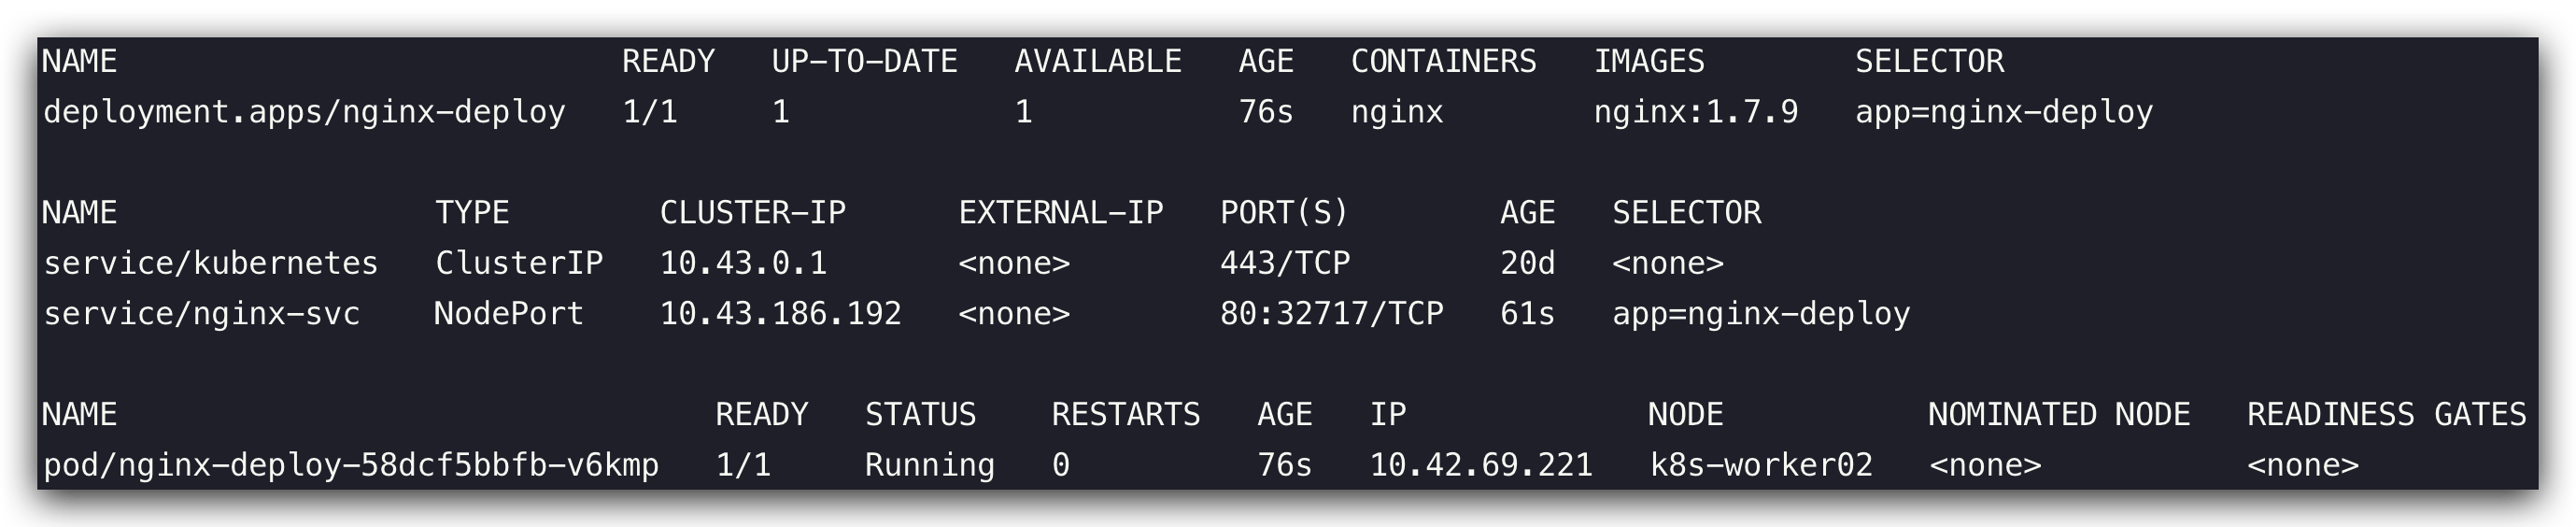 NAME                           READY   UP-TO-DATE   AVAILABLE   AGE   CONTAINERS   IMAGES        SELECTOR
deployment.apps/nginx-deploy   1/1     1            1           76s   nginx        nginx:1.7.9   app=nginx-deploy
NAME                 TYPE        CLUSTER-IP      EXTERNAL-IP   PORT(S)        AGE   SELECTOR
service/kubernetes   ClusterIP   10.43.0.1       <none>        443/TCP        20d   <none>
service/nginx-svc    NodePort    10.43.186.192   <none>        80:32717/TCP   61s   app=nginx-deploy
NAME                                READY   STATUS    RESTARTS   AGE   IP             NODE           NOMINATED NODE   READINESS GATES
pod/nginx-deploy-58dcf5bbfb-v6kmp   1/1     Running   0          76s   10.42.69.221   k8s-worker02   <none>           <none>